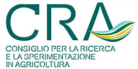 CRA
CONSIGLIO PER LA RICERCA
E LA SPERIMENTAZIONE
IN AGRICOLTURA